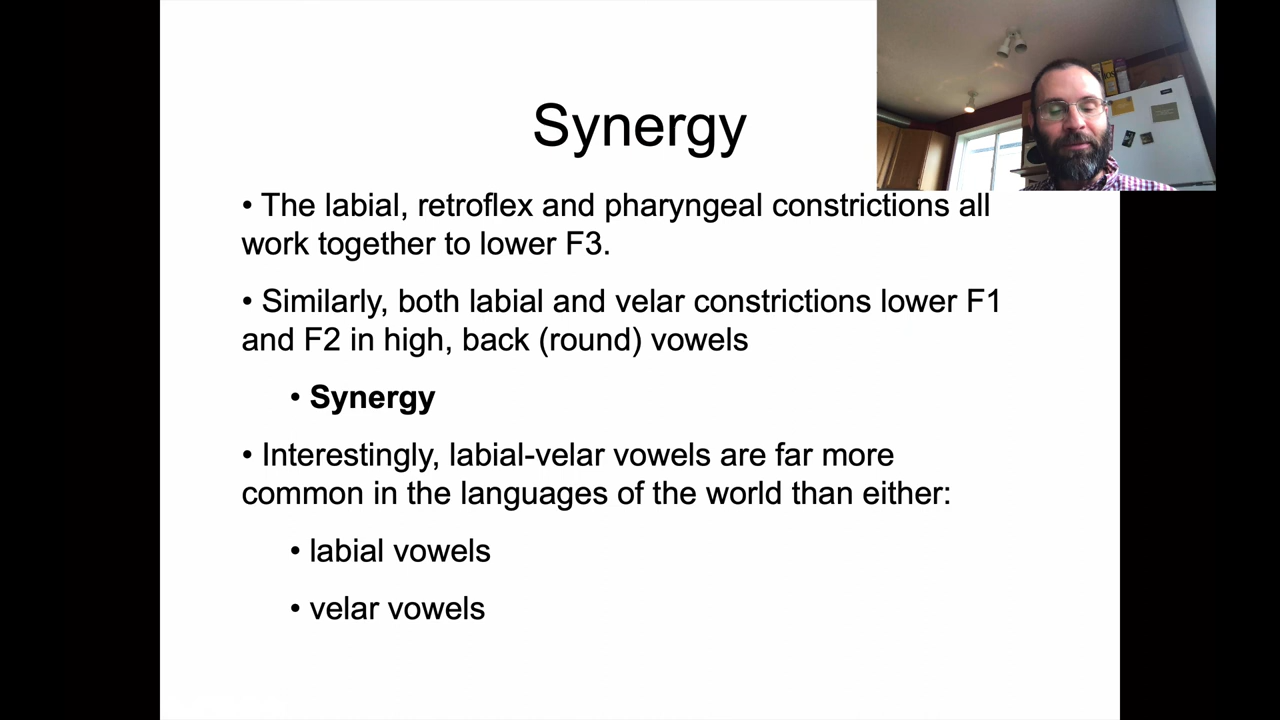 Synergy
• The labial, retroflex and pharyngeal constrictions all
work together to lower F3.
• Similarly, both labial and velar constrictions lower F1
and F2 in high, back (round) vowels
• Synergy
• Interestingly, labial-velar vowels are far more
common in the languages of the world than either:
• labial vowels
• velar vowels